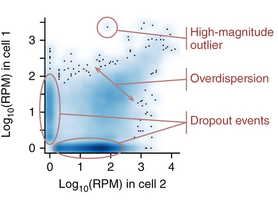 High-magnitude
outlier
Overdispersion
Dropout events
Log10(RPM) in cell 1
3
2
1
0
0 1 2 3 4
Log10(RPM) in cell 2